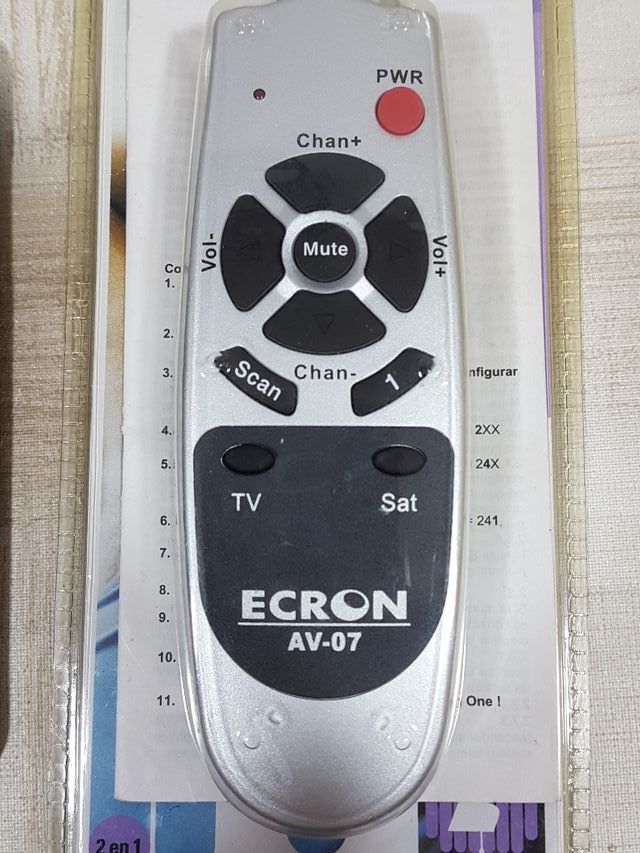 PWR
Chan+
Vol-
Mute
Vol+
Co
1.
2.
Scan
Chan-
1
3.
nfigurar
4.
2XX
5.
24X
TV
Sat
6.
= 241
7.
8.
ECRON
9.
AV-07
10.
11.
One !
2 en 1